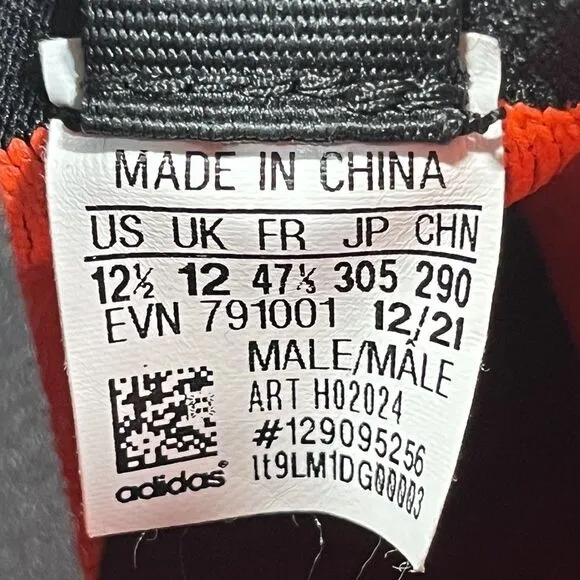 MADE IN CHINA
US UK FR JP CHN
12½ 12 47⅓ 305 290
EVN 791001 12/21
MALE/MÂLE
ART H02024
#129095256
1t9LM1DG00003
adidas